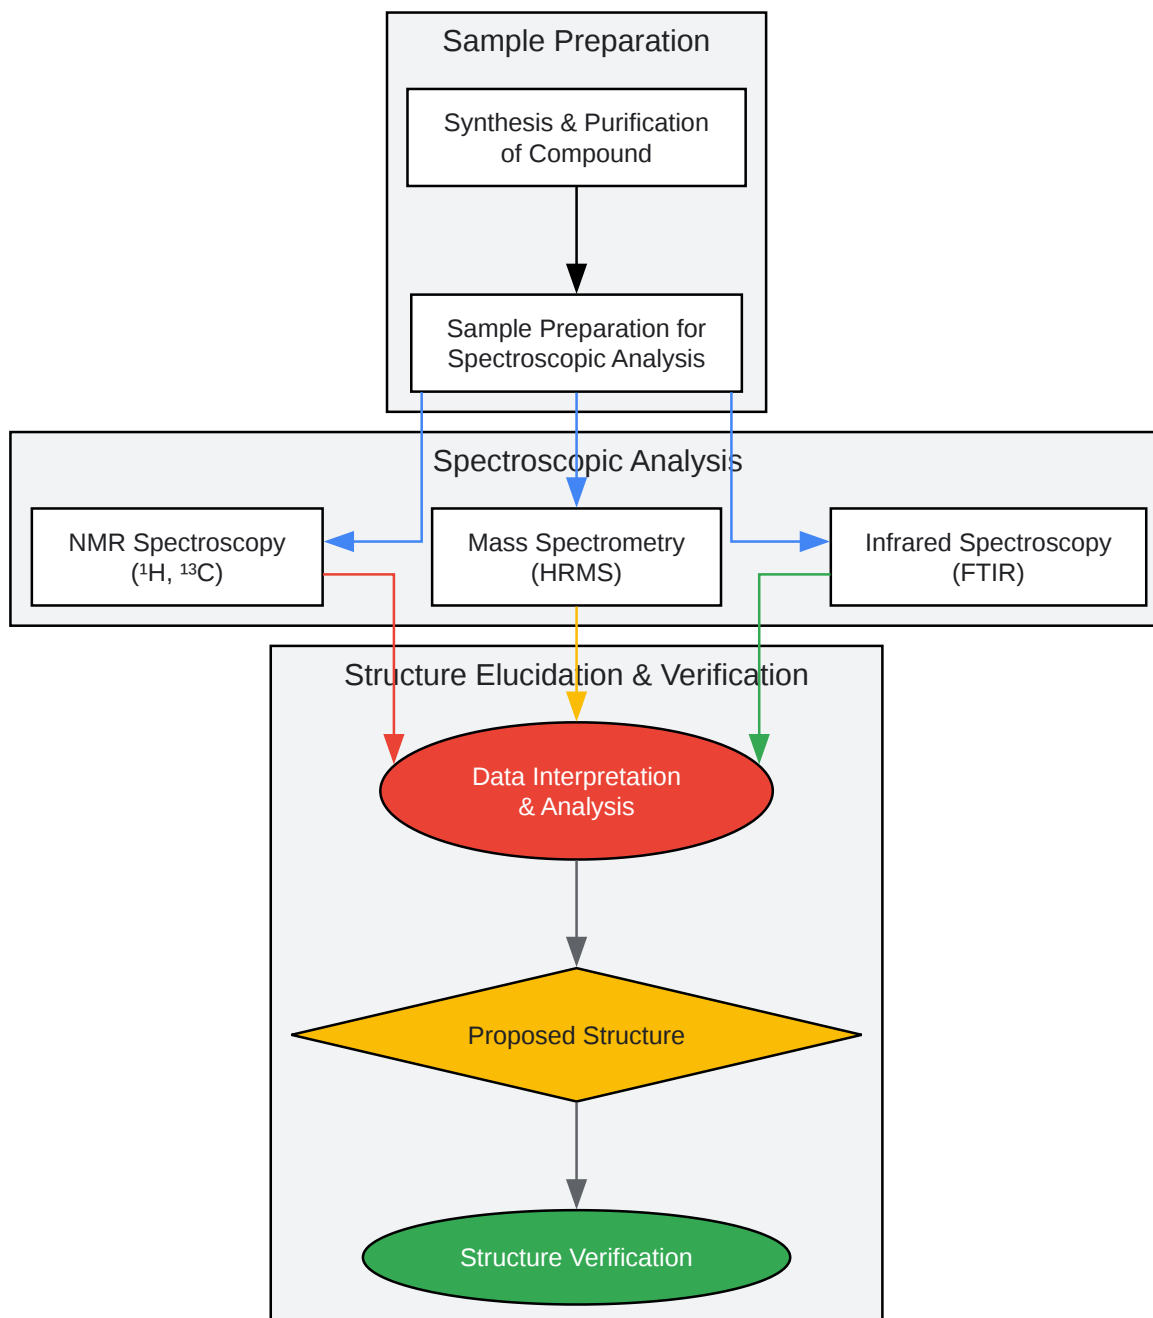 Sample Preparation
Synthesis & Purification
of Compound
Sample Preparation for
Spectroscopic Analysis
Spectroscopic Analysis
NMR Spectroscopy
(¹H, ¹³C)
Mass Spectrometry
(HRMS)
Infrared Spectroscopy
(FTIR)
Structure Elucidation & Verification
Data Interpretation
& Analysis
Proposed Structure
Structure Verification